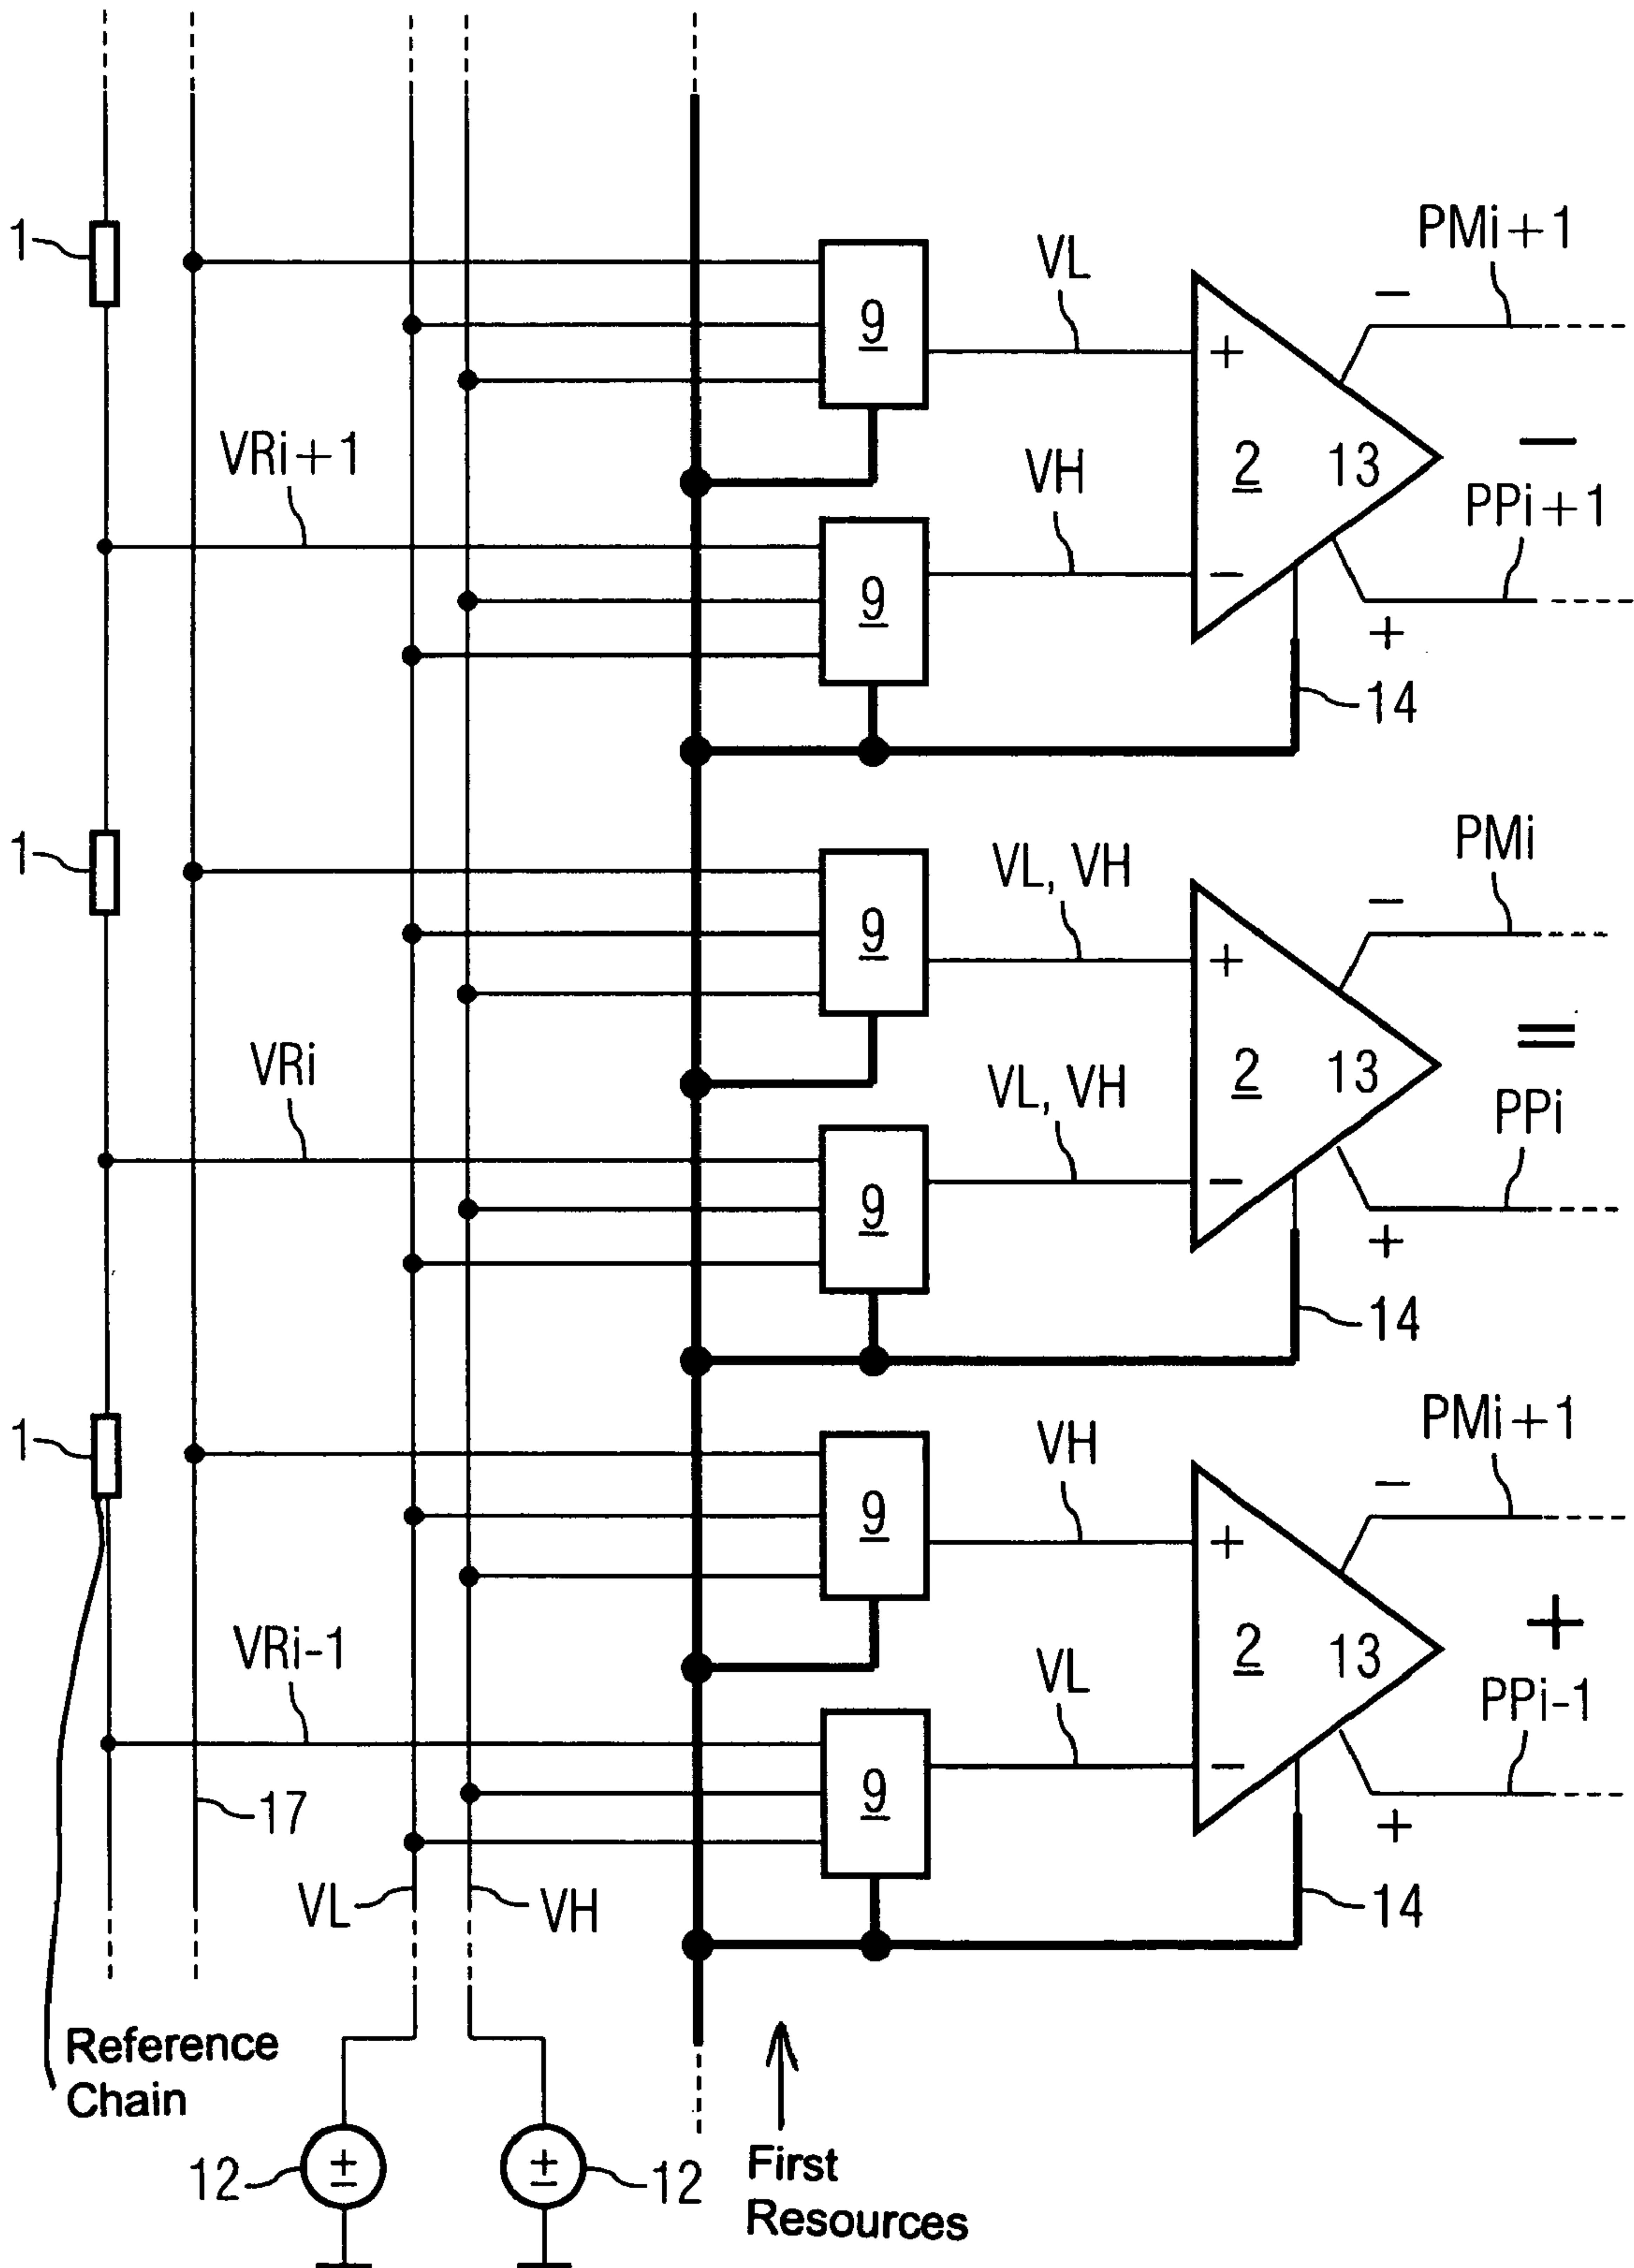 PMi+1
1
VL
−
9
+
VRi+1
VH
2
13
−
PPi+1
9
−
+
14
PMi
1
VL, VH
−
9
+
VRi
VL, VH
2
13
=
PPi
9
−
+
14
PMi+1
1
VH
−
9
+
VRi-1
VL
2
13
+
PPi-1
9
−
+
17
VL
VH
14
Reference
Chain
12
±
±
12
First
Resources